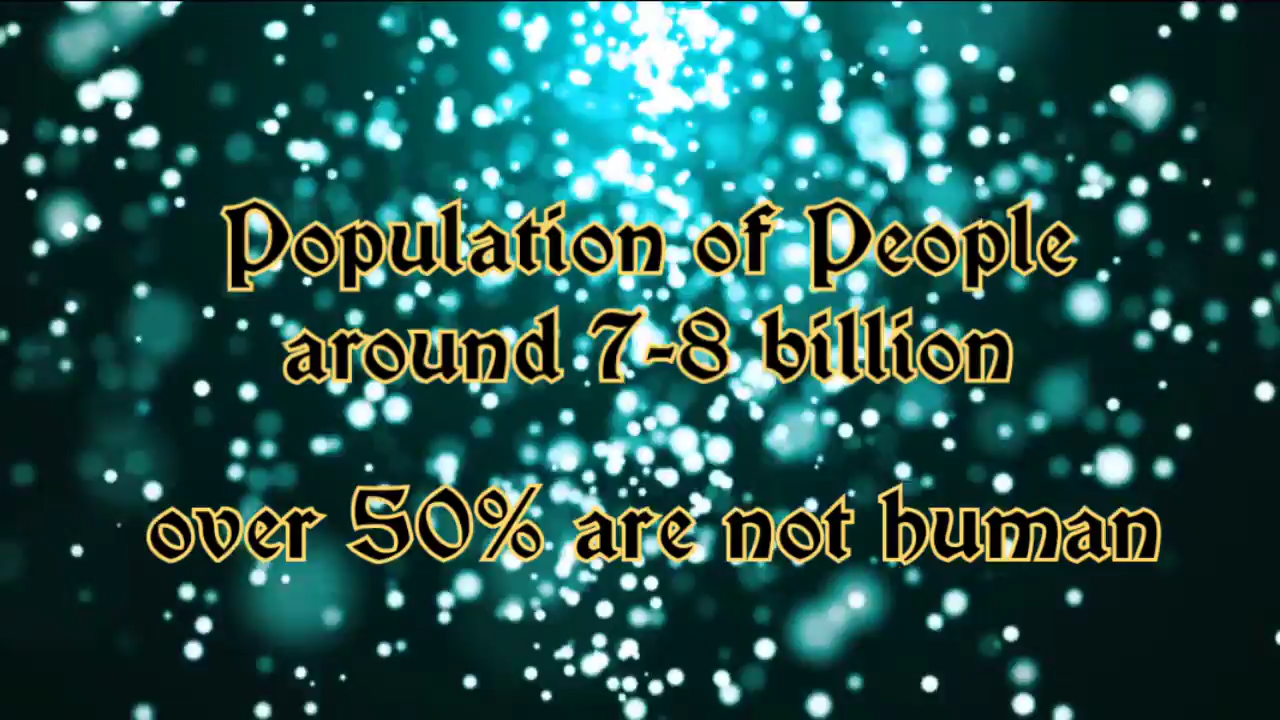 Population of People
around 7-8 billion
over 50% are not human